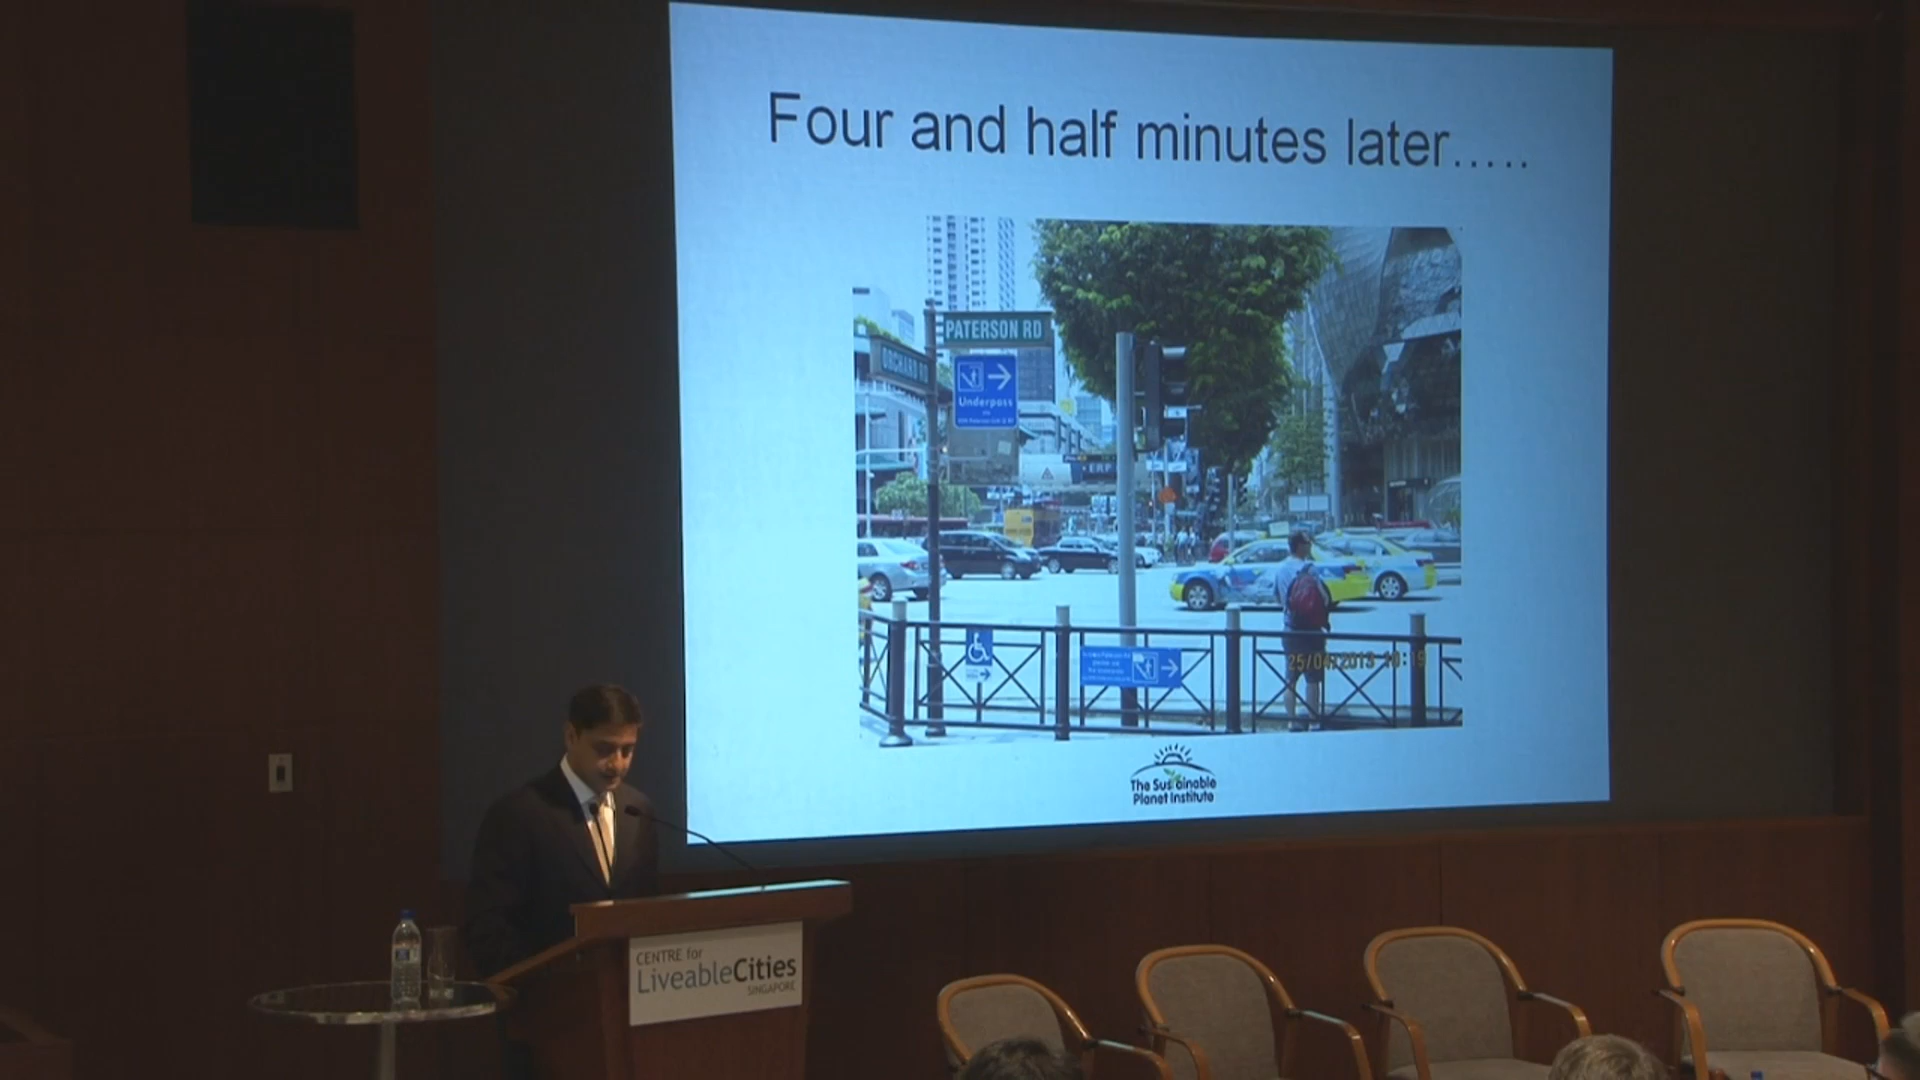 Four and half minutes later.....
PATERSON RD
ORCHARD RD
Underpass
ERP
25/04/2013
The Sustainable
Planet Institute
CENTRE for
LiveableCities
SINGAPORE